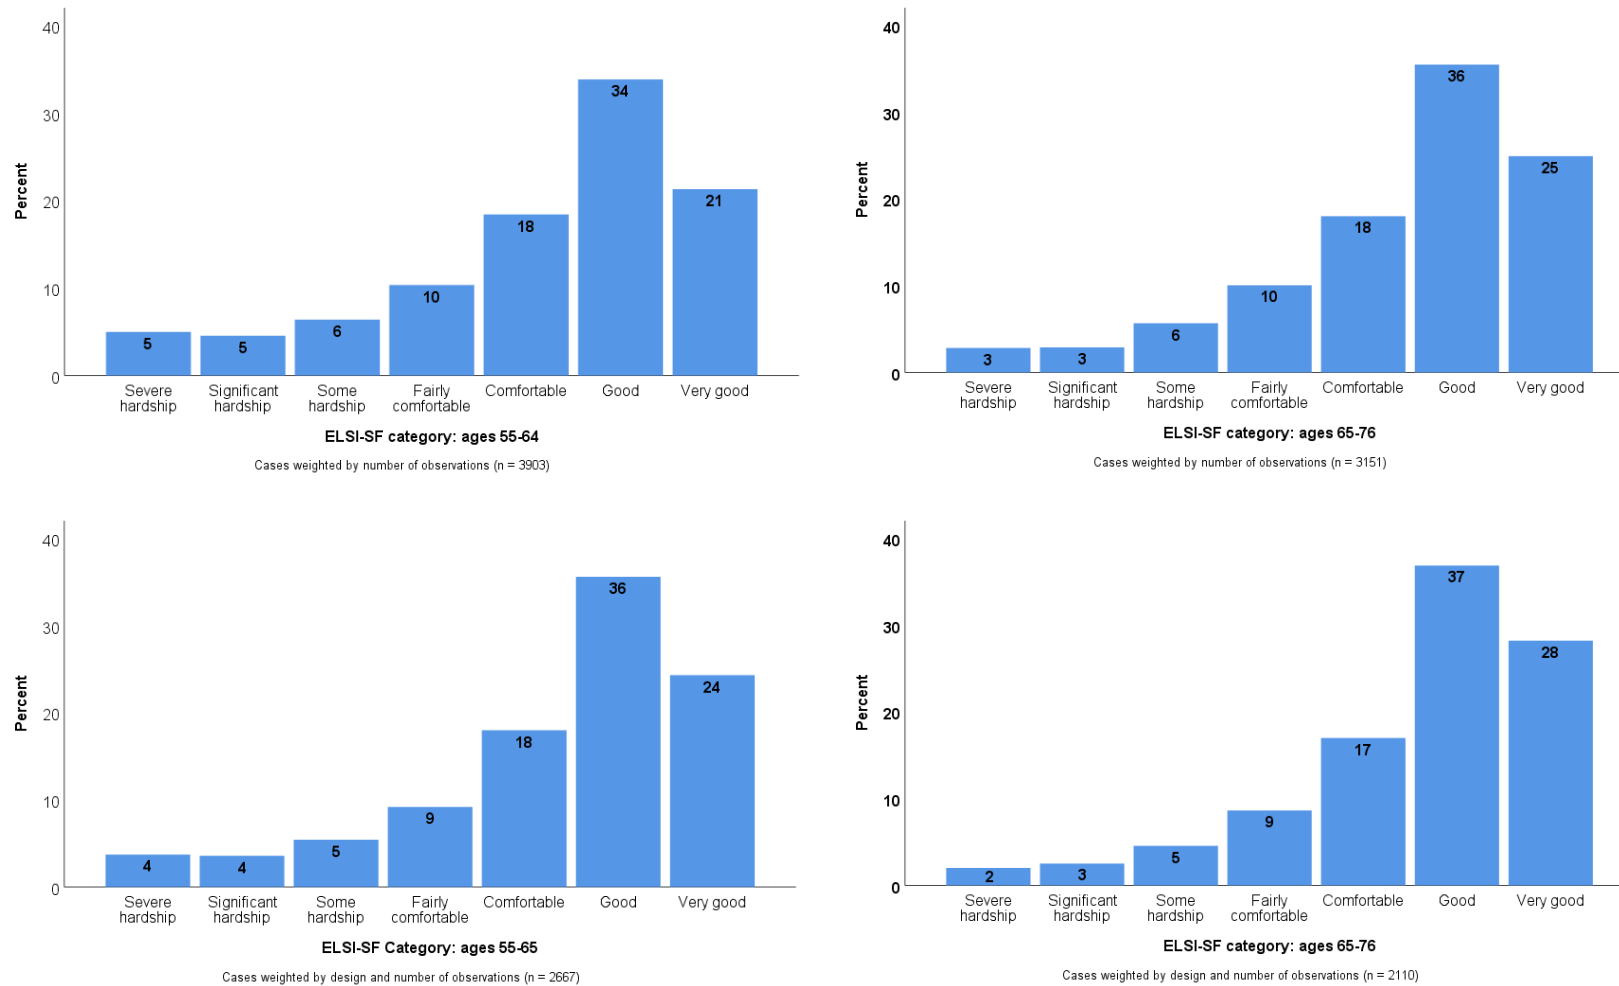 40
30
20
10
0
Percent
5
5
6
10
18
34
21
Severe
hardship
Significant
hardship
Some
hardship
Fairly
comfortable
Comfortable
Good
Very good
ELSI-SF category: ages 55-64
Cases weighted by number of observations (n = 3903)
40
30
20
10
0
Percent
3
3
6
10
18
36
25
Severe
hardship
Significant
hardship
Some
hardship
Fairly
comfortable
Comfortable
Good
Very good
ELSI-SF category: ages 65-76
Cases weighted by number of observations (n = 3151)
40
30
20
10
0
Percent
4
4
5
9
18
36
24
Severe
hardship
Significant
hardship
Some
hardship
Fairly
comfortable
Comfortable
Good
Very good
ELSI-SF Category: ages 55-65
Cases weighted by design and number of observations (n = 2667)
40
30
20
10
0
Percent
2
3
5
9
17
37
28
Severe
hardship
Significant
hardship
Some
hardship
Fairly
comfortable
Comfortable
Good
Very good
ELSI-SF category: ages 65-76
Cases weighted by design and number of observations (n = 2110)